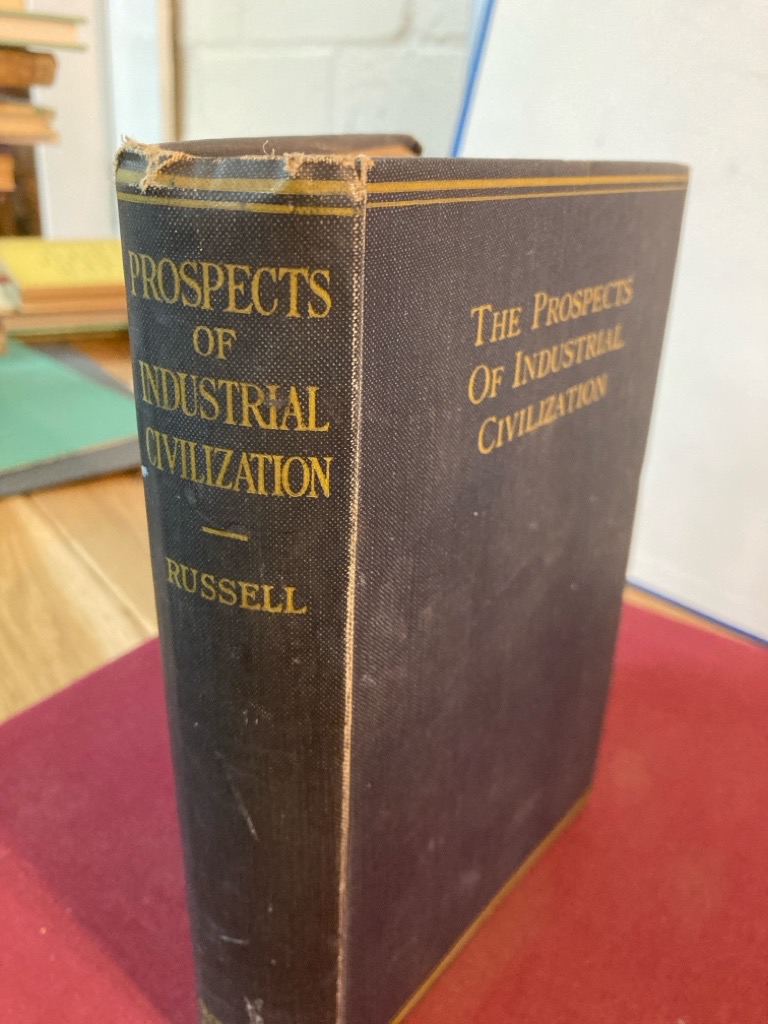 PROSPECTS
OF
INDUSTRIAL
CIVILIZATION
RUSSELL
THE PROSPECTS
OF INDUSTRIAL
CIVILIZATION